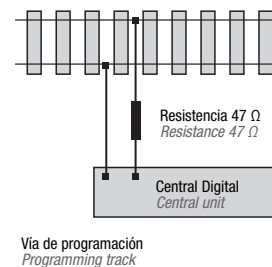 Resistencia 47 Ω
Resistance 47 Ω
Central Digital
Central unit
Vía de programación
Programming track